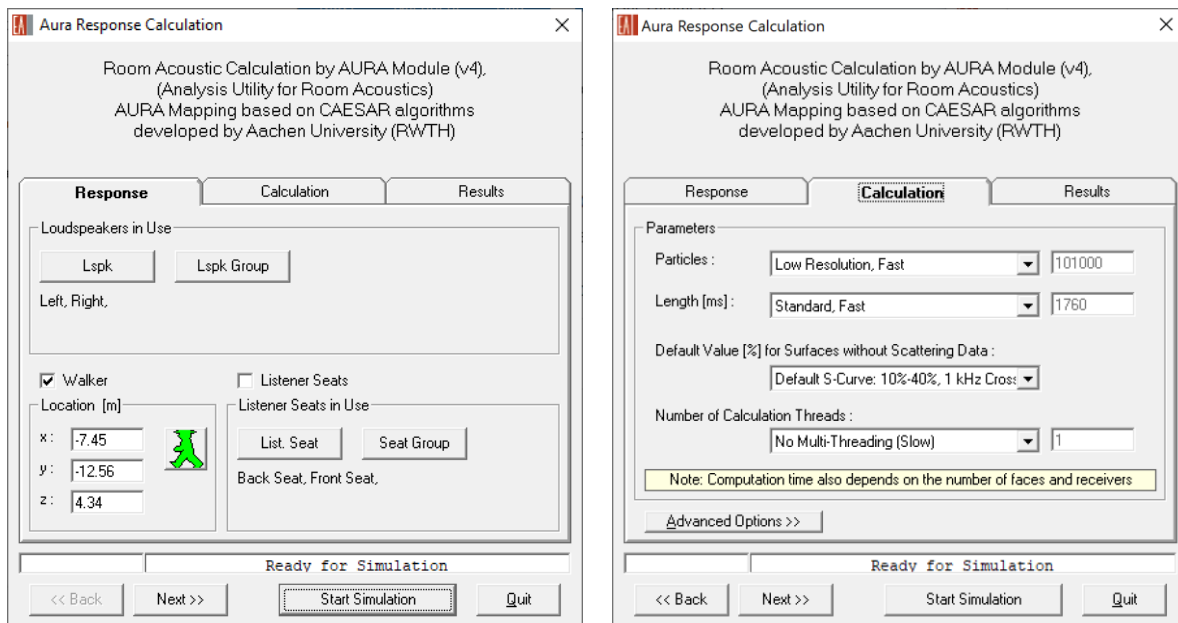 Aura Response Calculation
Room Acoustic Calculation by AURA Module (v4),
(Analysis Utility for Room Acoustics)
AURA Mapping based on CAESAR algorithms
developed by Aachen University (RWTH)
Response Calculation Results
Loudspeakers in Use
Lspk Lspk Group
Left, Right,
Walker Listener Seats
Location [m] Listener Seats in Use
x: -7.45
List. Seat Seat Group
y: -12.56
Back Seat, Front Seat,
z: 4.34
Ready for Simulation
<< Back Next >> Start Simulation Quit
Aura Response Calculation
Room Acoustic Calculation by AURA Module (v4),
(Analysis Utility for Room Acoustics)
AURA Mapping based on CAESAR algorithms
developed by Aachen University (RWTH)
Response Calculation Results
Parameters
Particles : Low Resolution, Fast 101000
Length [ms] : Standard, Fast 1760
Default Value [%] for Surfaces without Scattering Data :
Default S-Curve: 10%-40%, 1 kHz Cross
Number of Calculation Threads :
No Multi-Threading (Slow) 1
Note: Computation time also depends on the number of faces and receivers
Advanced Options >>
Ready for Simulation
<< Back Next >> Start Simulation Quit